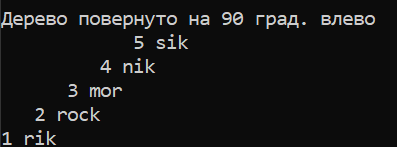 Дерево повернуто на 90 град. влево
5 sik
4 nik
3 mor
2 rock
1 rik